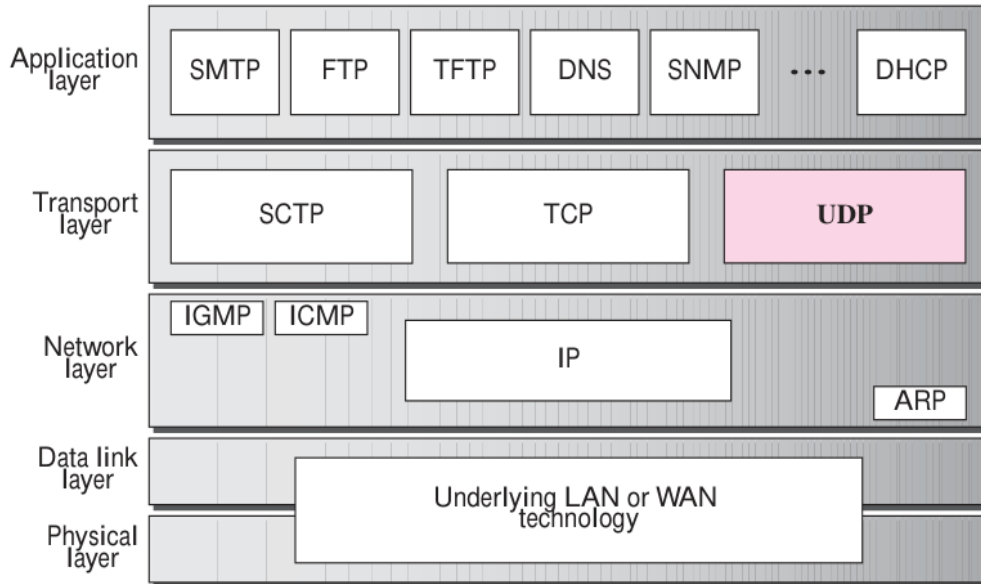 Application
layer
SMTP
FTP
TFTP
DNS
SNMP
...
DHCP
Transport
layer
SCTP
TCP
UDP
Network
layer
IGMP
ICMP
IP
ARP
Data link
layer
Underlying LAN or WAN
technology
Physical
layer